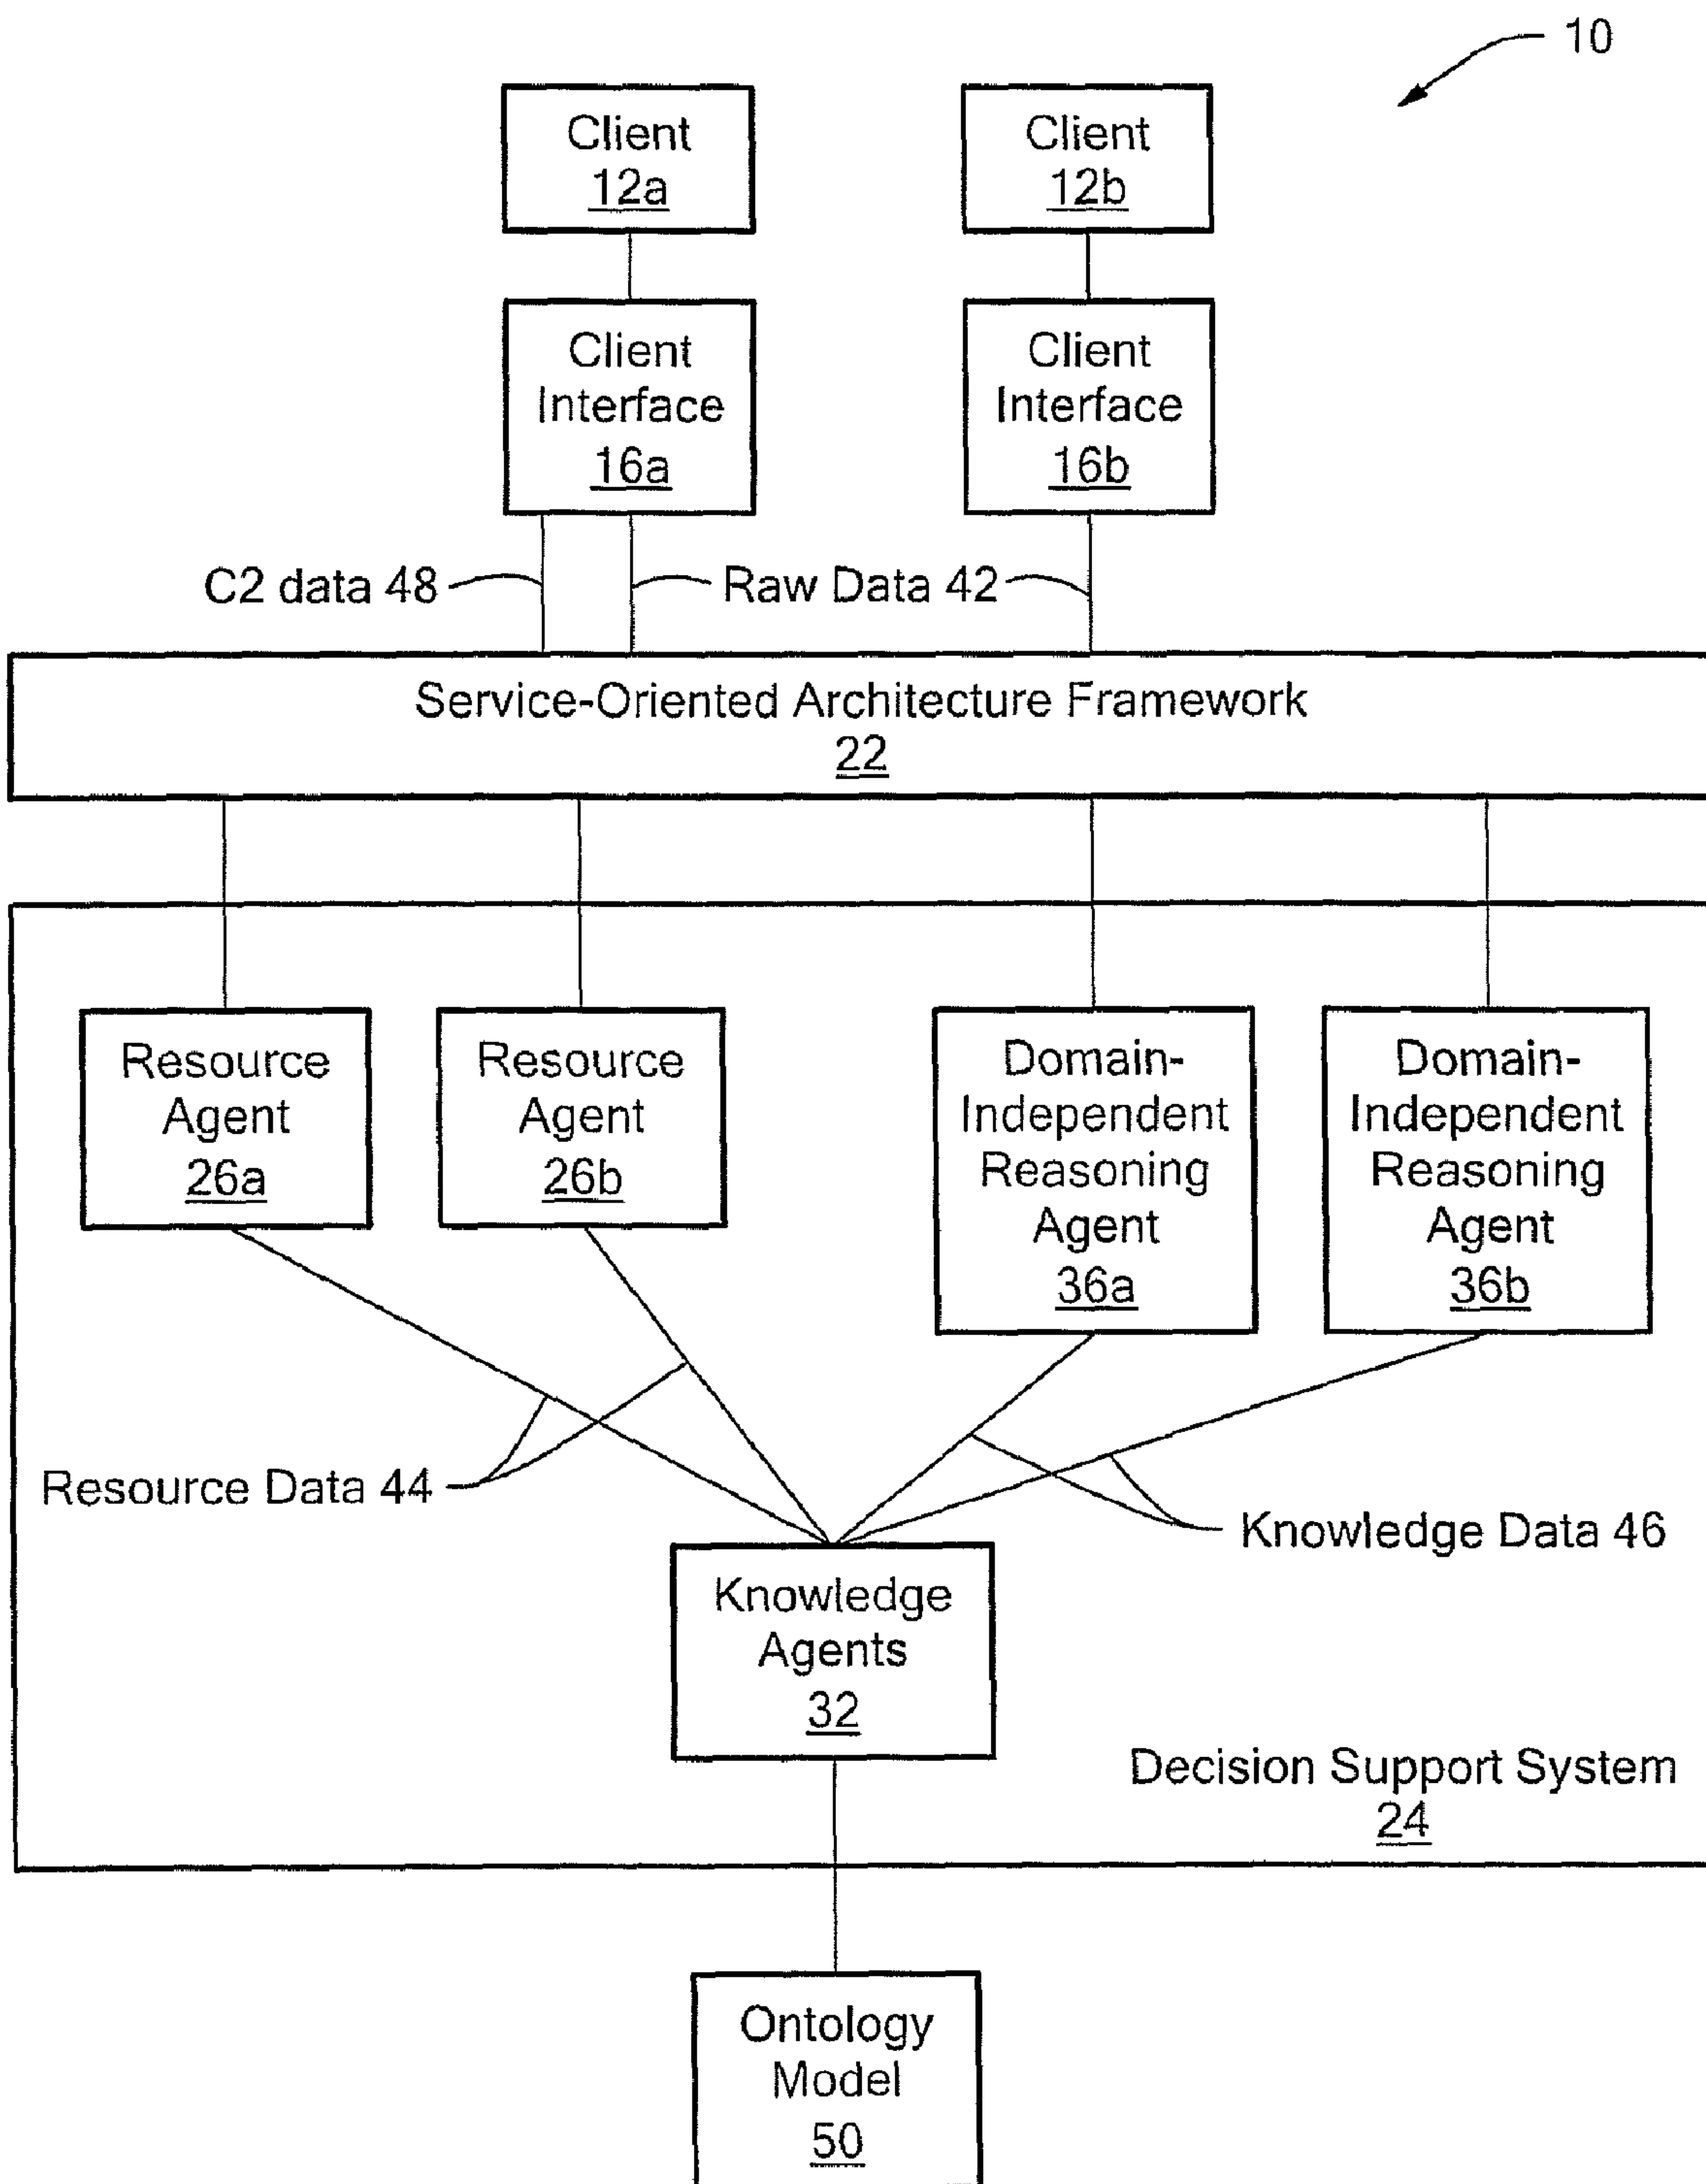 10
Client
12a
Client
12b
Client
Interface
16a
Client
Interface
16b
C2 data 48
Raw Data 42
Service-Oriented Architecture Framework
22
Resource
Agent
26a
Resource
Agent
26b
Domain-
Independent
Reasoning
Agent
36a
Domain-
Independent
Reasoning
Agent
36b
Resource Data 44
Knowledge Data 46
Knowledge
Agents
32
Decision Support System
24
Ontology
Model
50